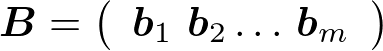 B = ( b₁ b₂ … bₘ )